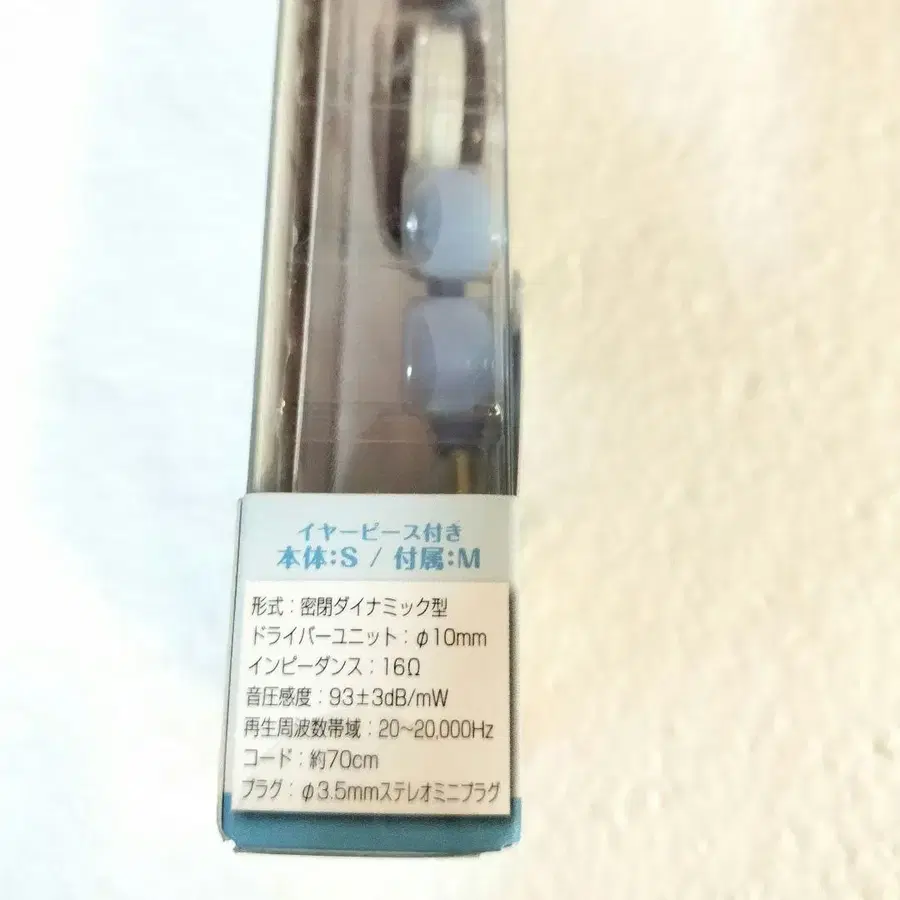 イヤーピース付き
本体:S / 付属:M
形式:密閉ダイナミック型
ドライバーユニット:φ10mm
インピーダンス:16Ω
音圧感度:93±3dB/mW
再生周波数帯域:20〜20,000Hz
コード:約70cm
プラグ:φ3.5mmステレオミニプラグ